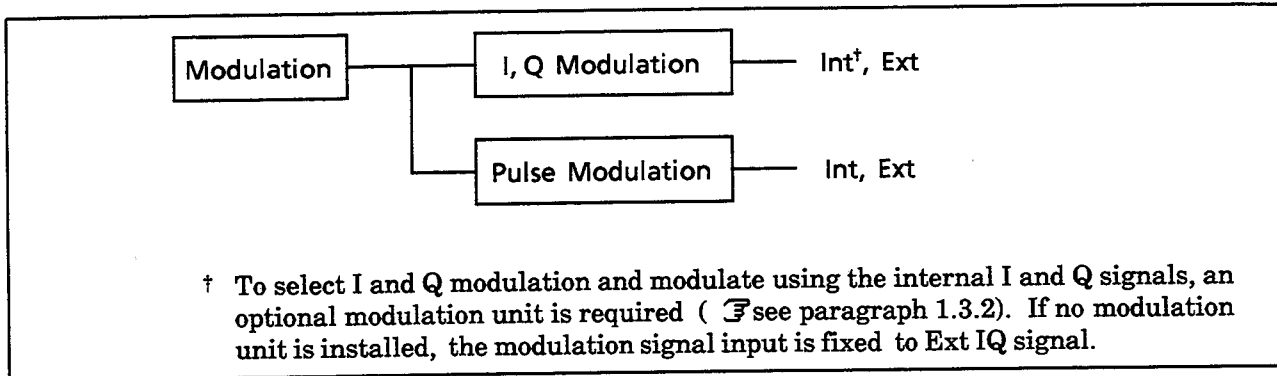 Modulation I, Q Modulation Int†, Ext
Pulse Modulation Int, Ext
† To select I and Q modulation and modulate using the internal I and Q signals, an
optional modulation unit is required ( ☞ see paragraph 1.3.2). If no modulation
unit is installed, the modulation signal input is fixed to Ext IQ signal.